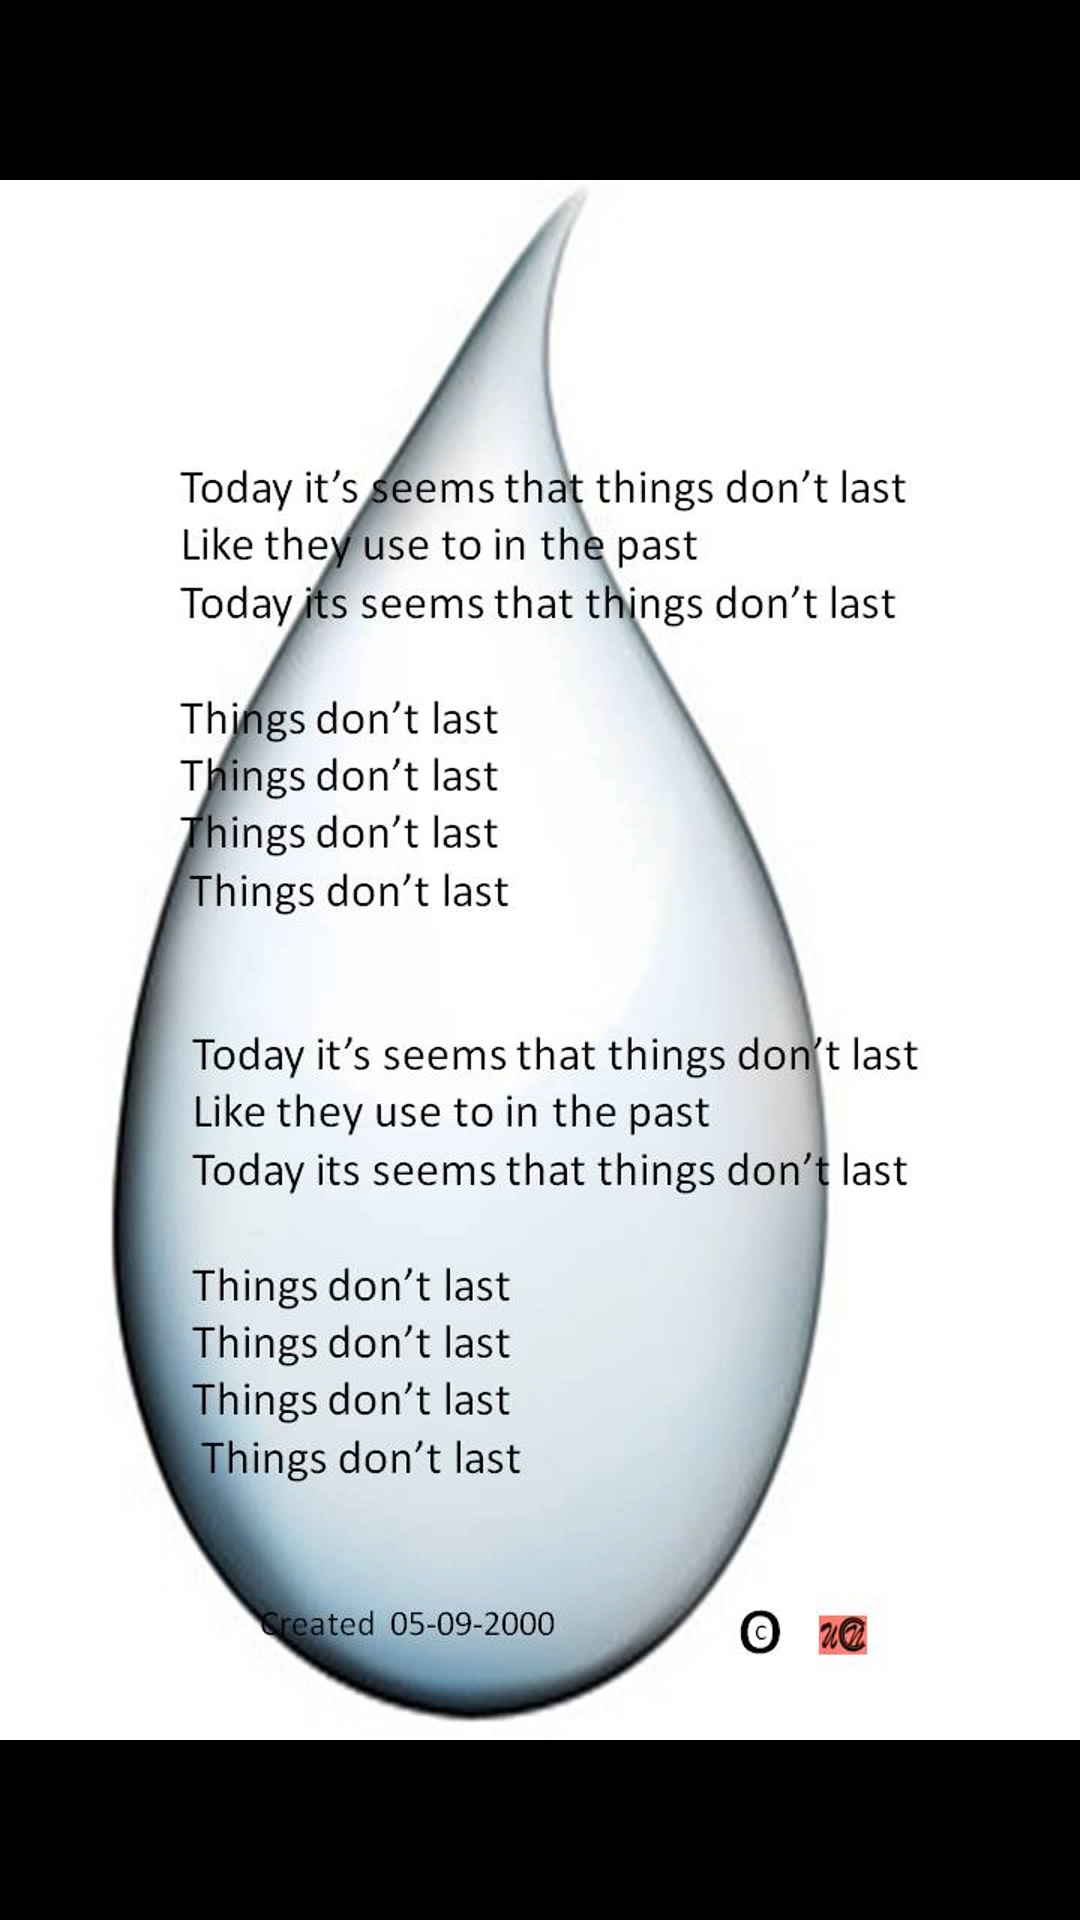 Today it’s seems that things don’t last
Like they use to in the past
Today its seems that things don’t last
Things don’t last
Things don’t last
Things don’t last
Things don’t last
Today it’s seems that things don’t last
Like they use to in the past
Today its seems that things don’t last
Things don’t last
Things don’t last
Things don’t last
Things don’t last
Created 05-09-2000
©